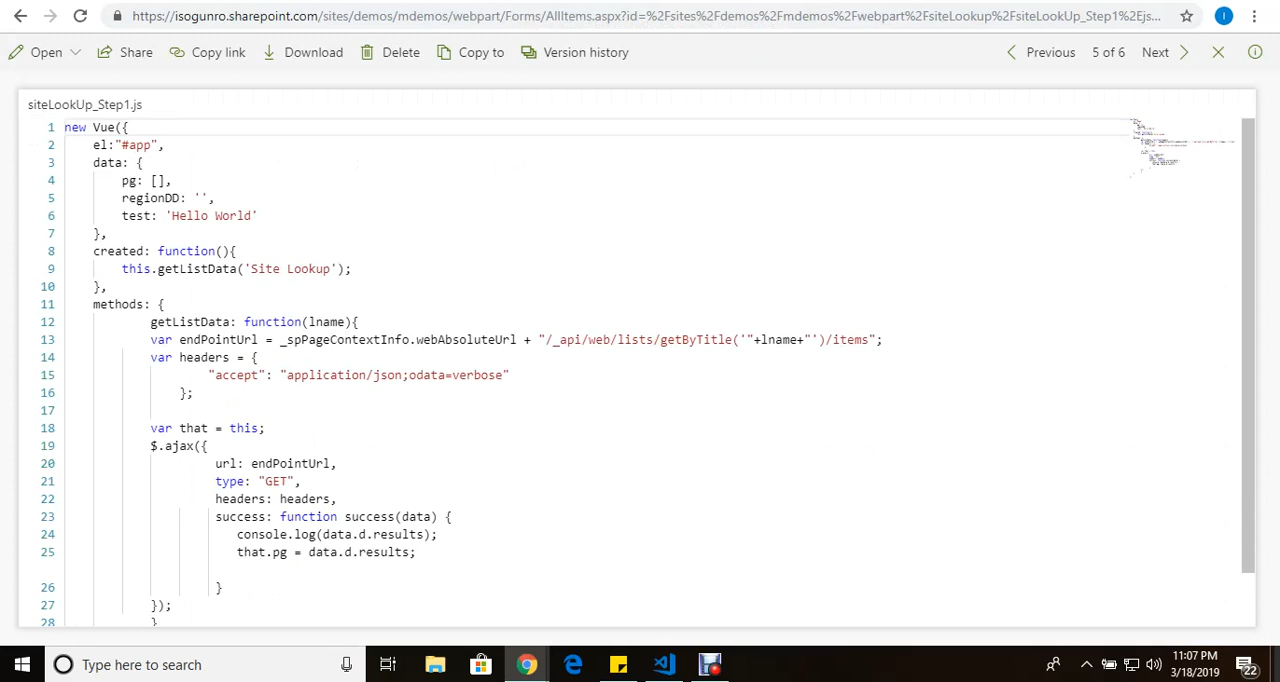 https://isogunro.sharepoint.com/sites/demos/mdemos/webpart/Forms/AllItems.aspx?id=%2Fsites%2Fdemos%2Fmdemos%2Fwebpart%2FsiteLookup%2FsiteLookUp_Step1%2Ejs...
I
Open Share Copy link Download Delete Copy to Version history Previous 5 of 6 Next
siteLookUp_Step1.js
1 new Vue({
2 el:"#app",
3 data: {
4 pg: [],
5 regionDD: '',
6 test: 'Hello World'
7 },
8 created: function(){
9 this.getListData('Site Lookup');
10 },
11 methods: {
12 getListData: function(lname){
13 var endPointUrl = _spPageContextInfo.webAbsoluteUrl + "/_api/web/lists/getByTitle('"+lname+"')/items";
14 var headers = {
15 "accept": "application/json;odata=verbose"
16 };
17
18 var that = this;
19 $.ajax({
20 url: endPointUrl,
21 type: "GET",
22 headers: headers,
23 success: function success(data) {
24 console.log(data.d.results);
25 that.pg = data.d.results;
26 }
27 });
28 }
Type here to search
11:07 PM
3/18/2019
22